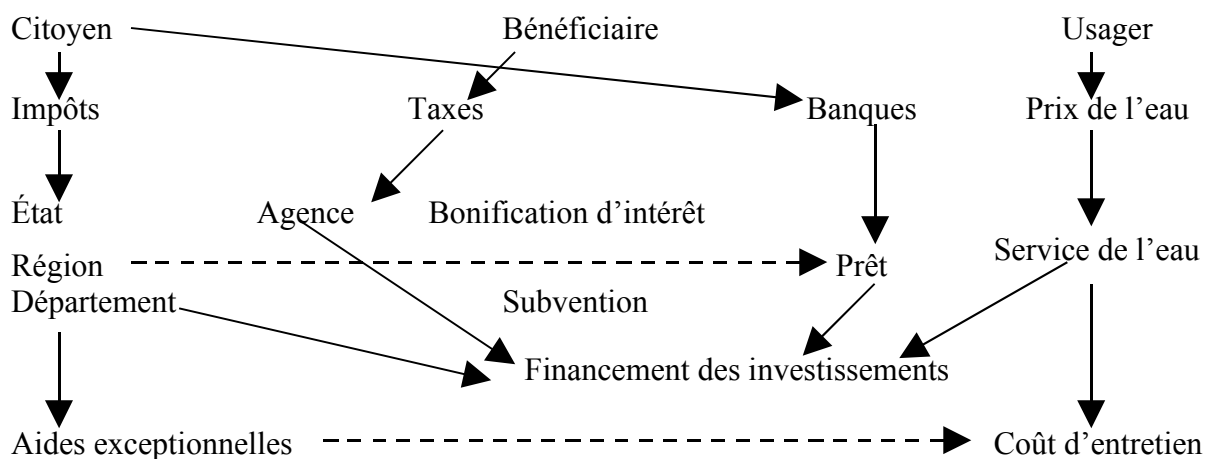 Citoyen Bénéficiaire Usager
Impôts Taxes Banques Prix de l’eau
État Agence Bonification d’intérêt
Service de l’eau
Région Prêt
Département Subvention
Financement des investissements
Aides exceptionnelles Coût d’entretien